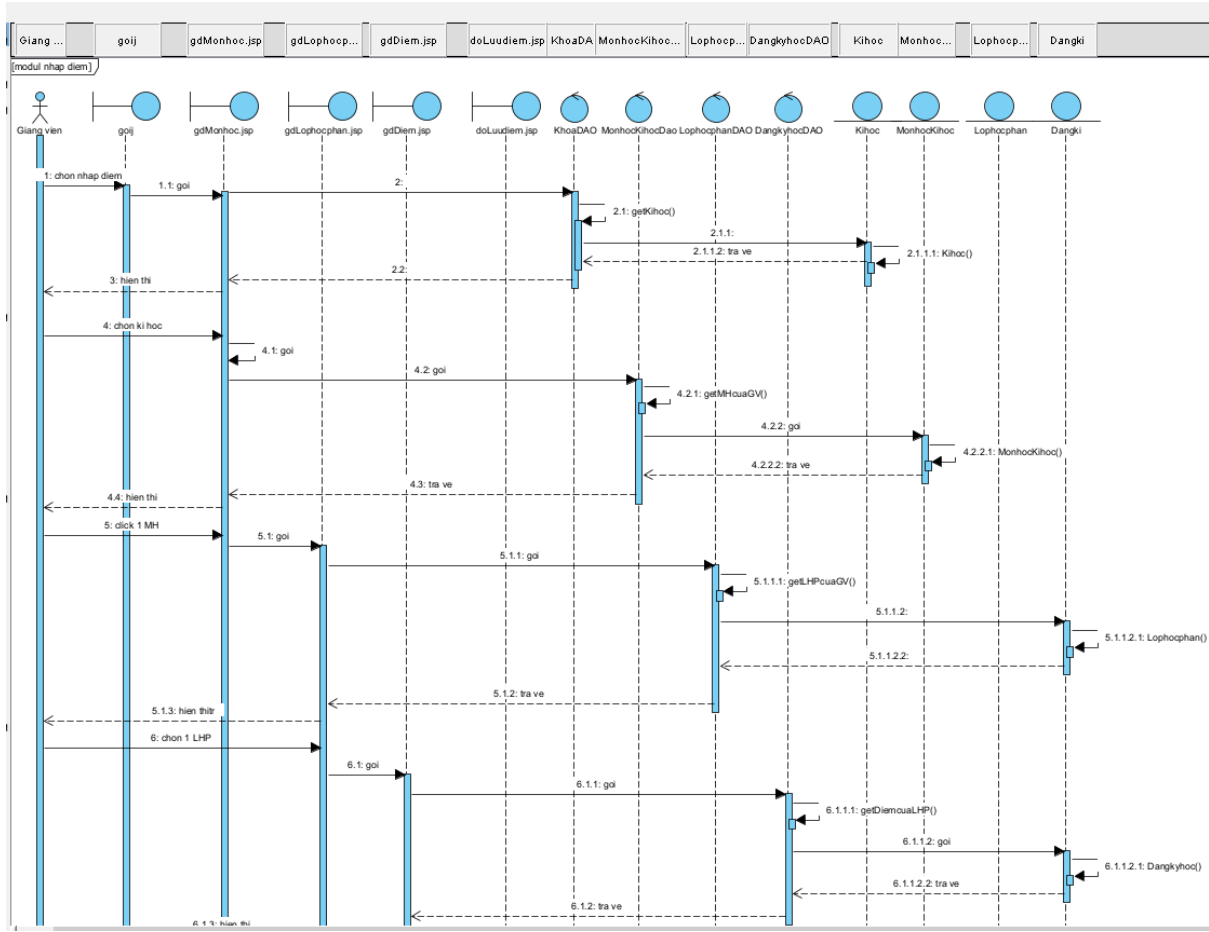 Giang ...
goij
gdMonhoc.jsp
gdLophocp...
gdDiem.jsp
doLuudiem.jsp
KhoaDA
MonhocKihoc...
Lophocp...
DangkyhocDAO
Kihoc
Monhoc...
Lophocp...
Dangki
[modul nhap diem]
Giang vien
goij
gdMonhoc.jsp
gdLophocphan.jsp
gdDiem.jsp
doLuudiem.jsp
KhoaDAO
MonhocKihocDao
LophocphanDAO
DangkyhocDAO
Kihoc
MonhocKihoc
Lophocphan
Dangki
1: chon nhap diem
1.1: goi
2:
2.1: getKihoc()
2.1.1:
2.1.1.1: Kihoc()
2.1.1.2: tra ve
2.2:
3: hien thi
4: chon ki hoc
4.1: goi
4.2: goi
4.2.1: getMHcuaGV()
4.2.2: goi
4.2.2.1: MonhocKihoc()
4.2.2.2: tra ve
4.3: tra ve
4.4: hien thi
5: click 1 MH
5.1: goi
5.1.1: goi
5.1.1.1: getLHPcuaGV()
5.1.1.2:
5.1.1.2.1: Lophocphan()
5.1.1.2.2:
5.1.2: tra ve
5.1.3: hien thitr
6: chon 1 LHP
6.1: goi
6.1.1: goi
6.1.1.1: getDiemcuaLHP()
6.1.1.2: goi
6.1.1.2.1: Dangkyhoc()
6.1.1.2.2: tra ve
6.1.2: tra ve
6.1.3: hien thi